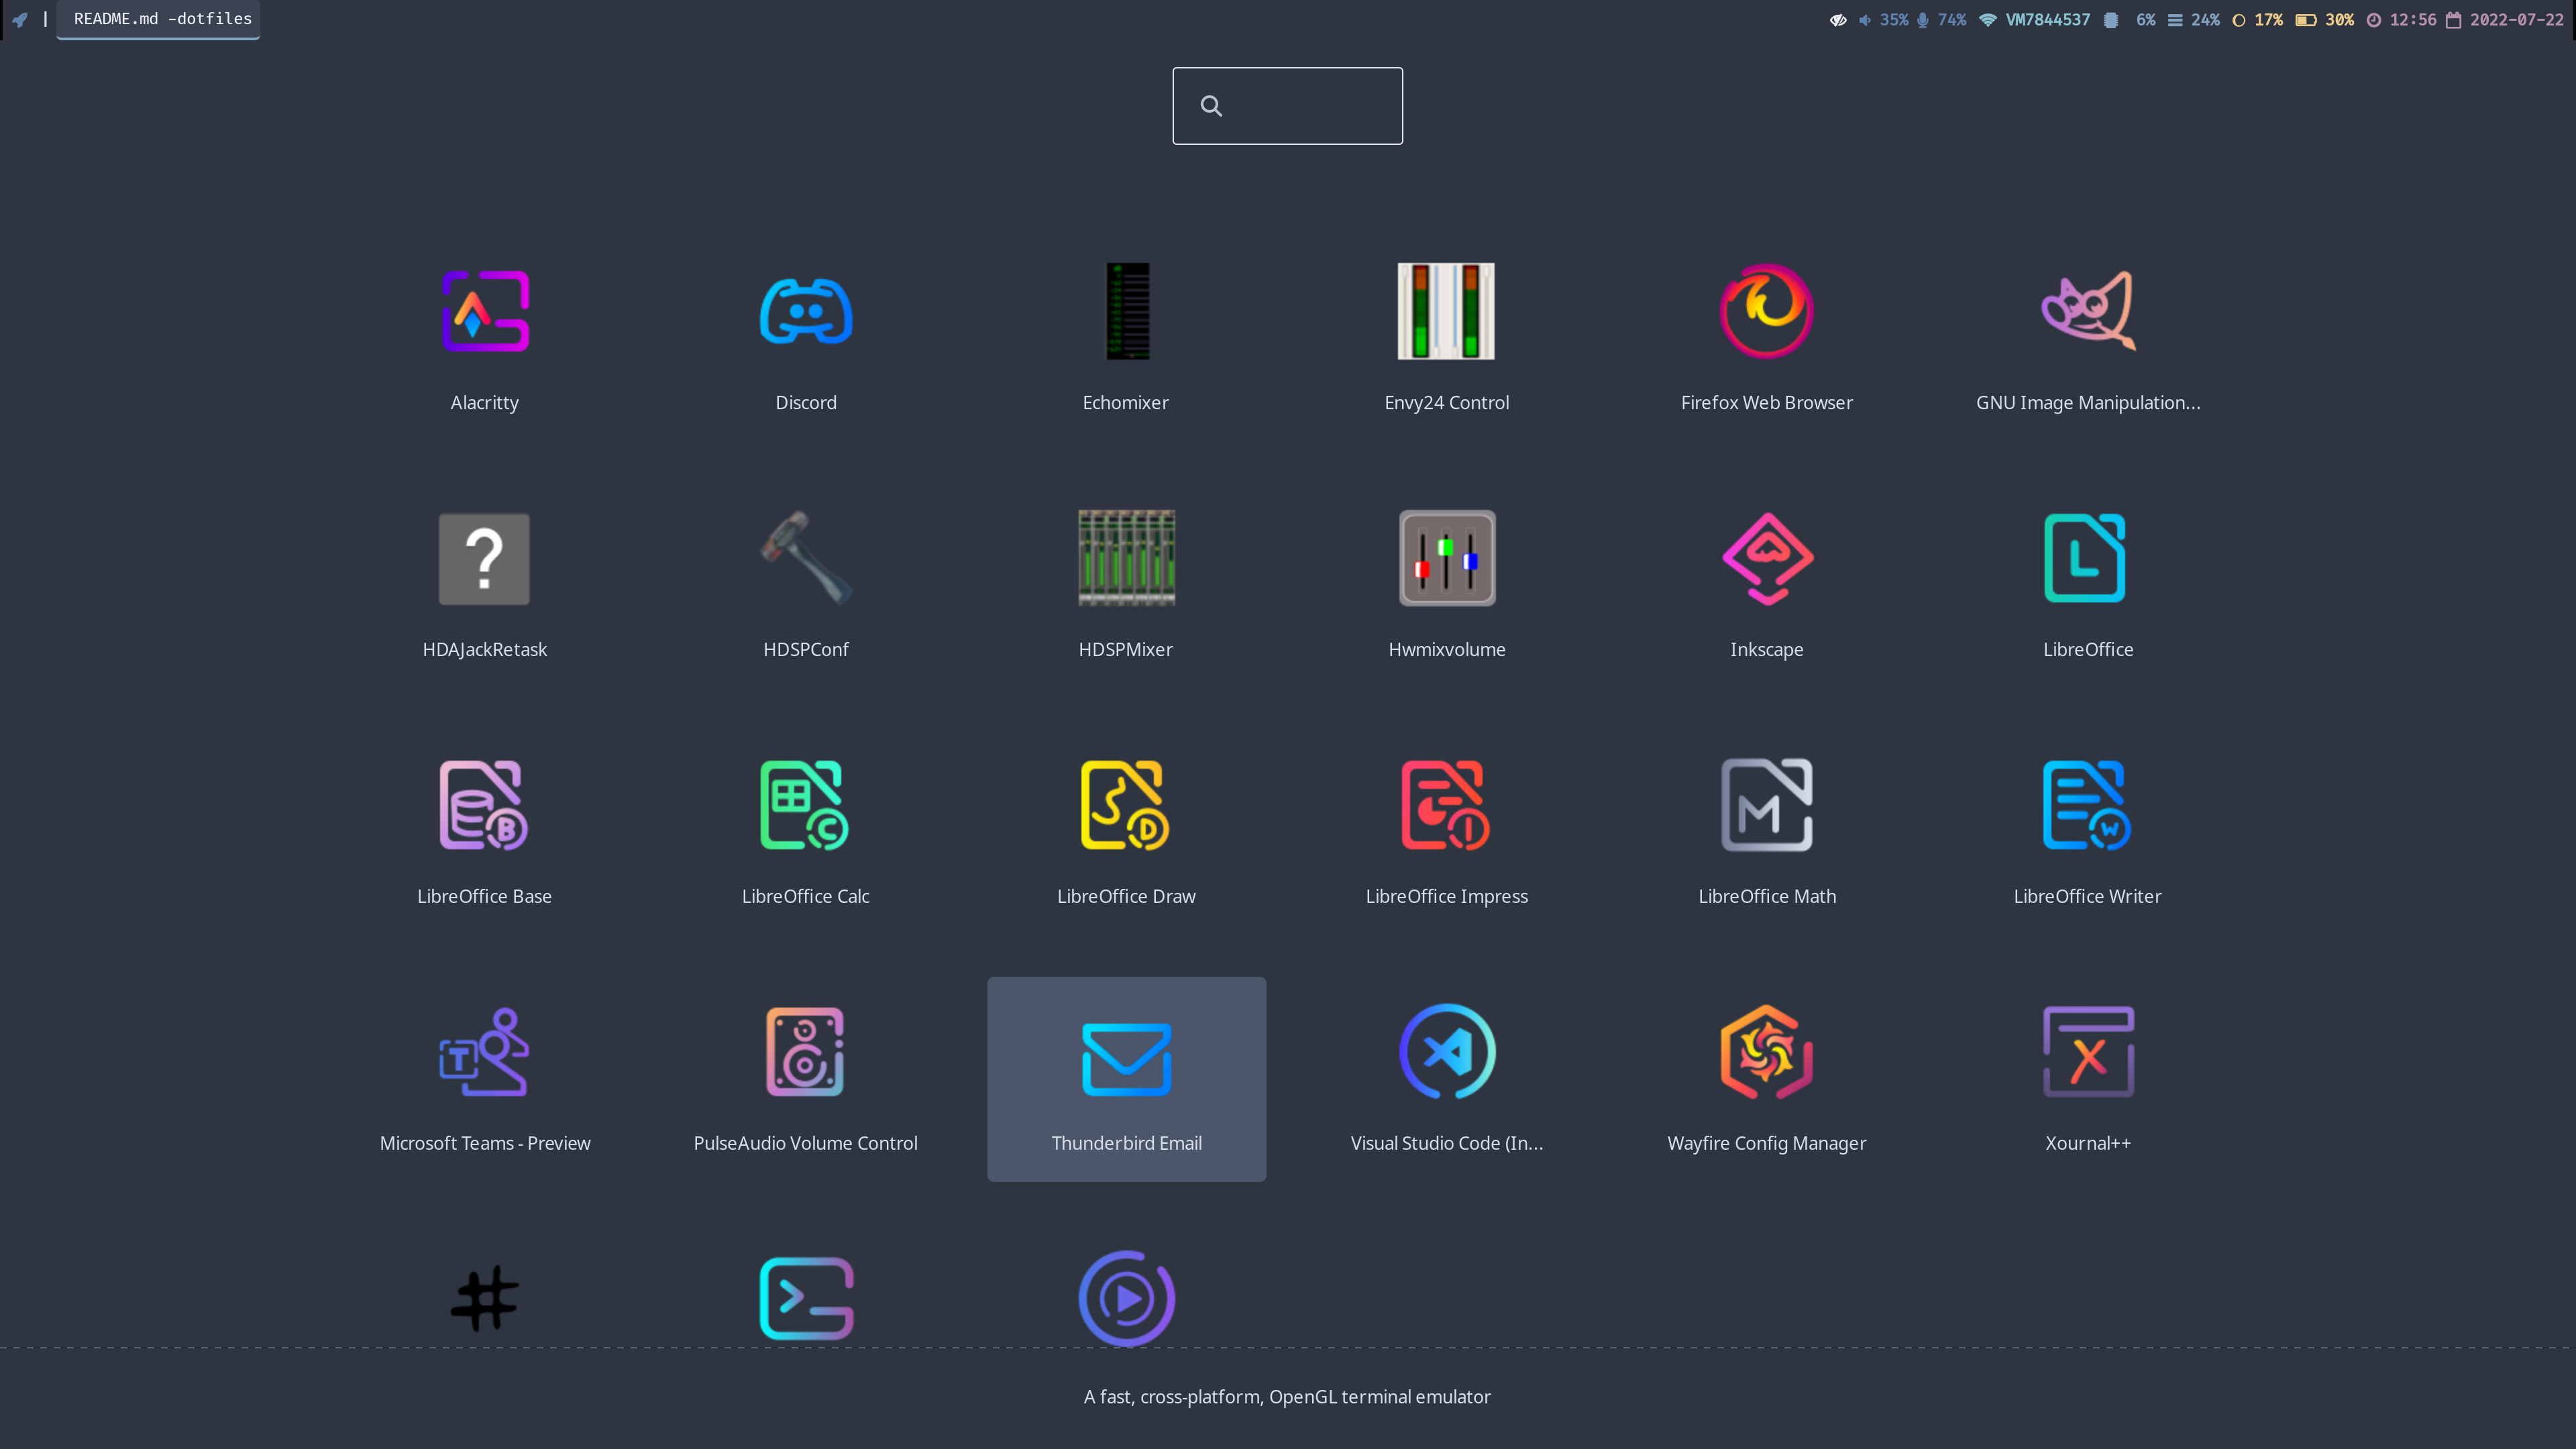 | README.md -dotfiles 35% 74% VM7844537 6% 24% 17% 30% 12:56 2022-07-22
Alacritty Discord Echomixer Envy24 Control Firefox Web Browser GNU Image Manipulation...
HDAJackRetask HDSPConf HDSPMixer Hwmixvolume Inkscape LibreOffice
LibreOffice Base LibreOffice Calc LibreOffice Draw LibreOffice Impress LibreOffice Math LibreOffice Writer
Microsoft Teams - Preview PulseAudio Volume Control Thunderbird Email Visual Studio Code (In... Wayfire Config Manager Xournal++
A fast, cross-platform, OpenGL terminal emulator